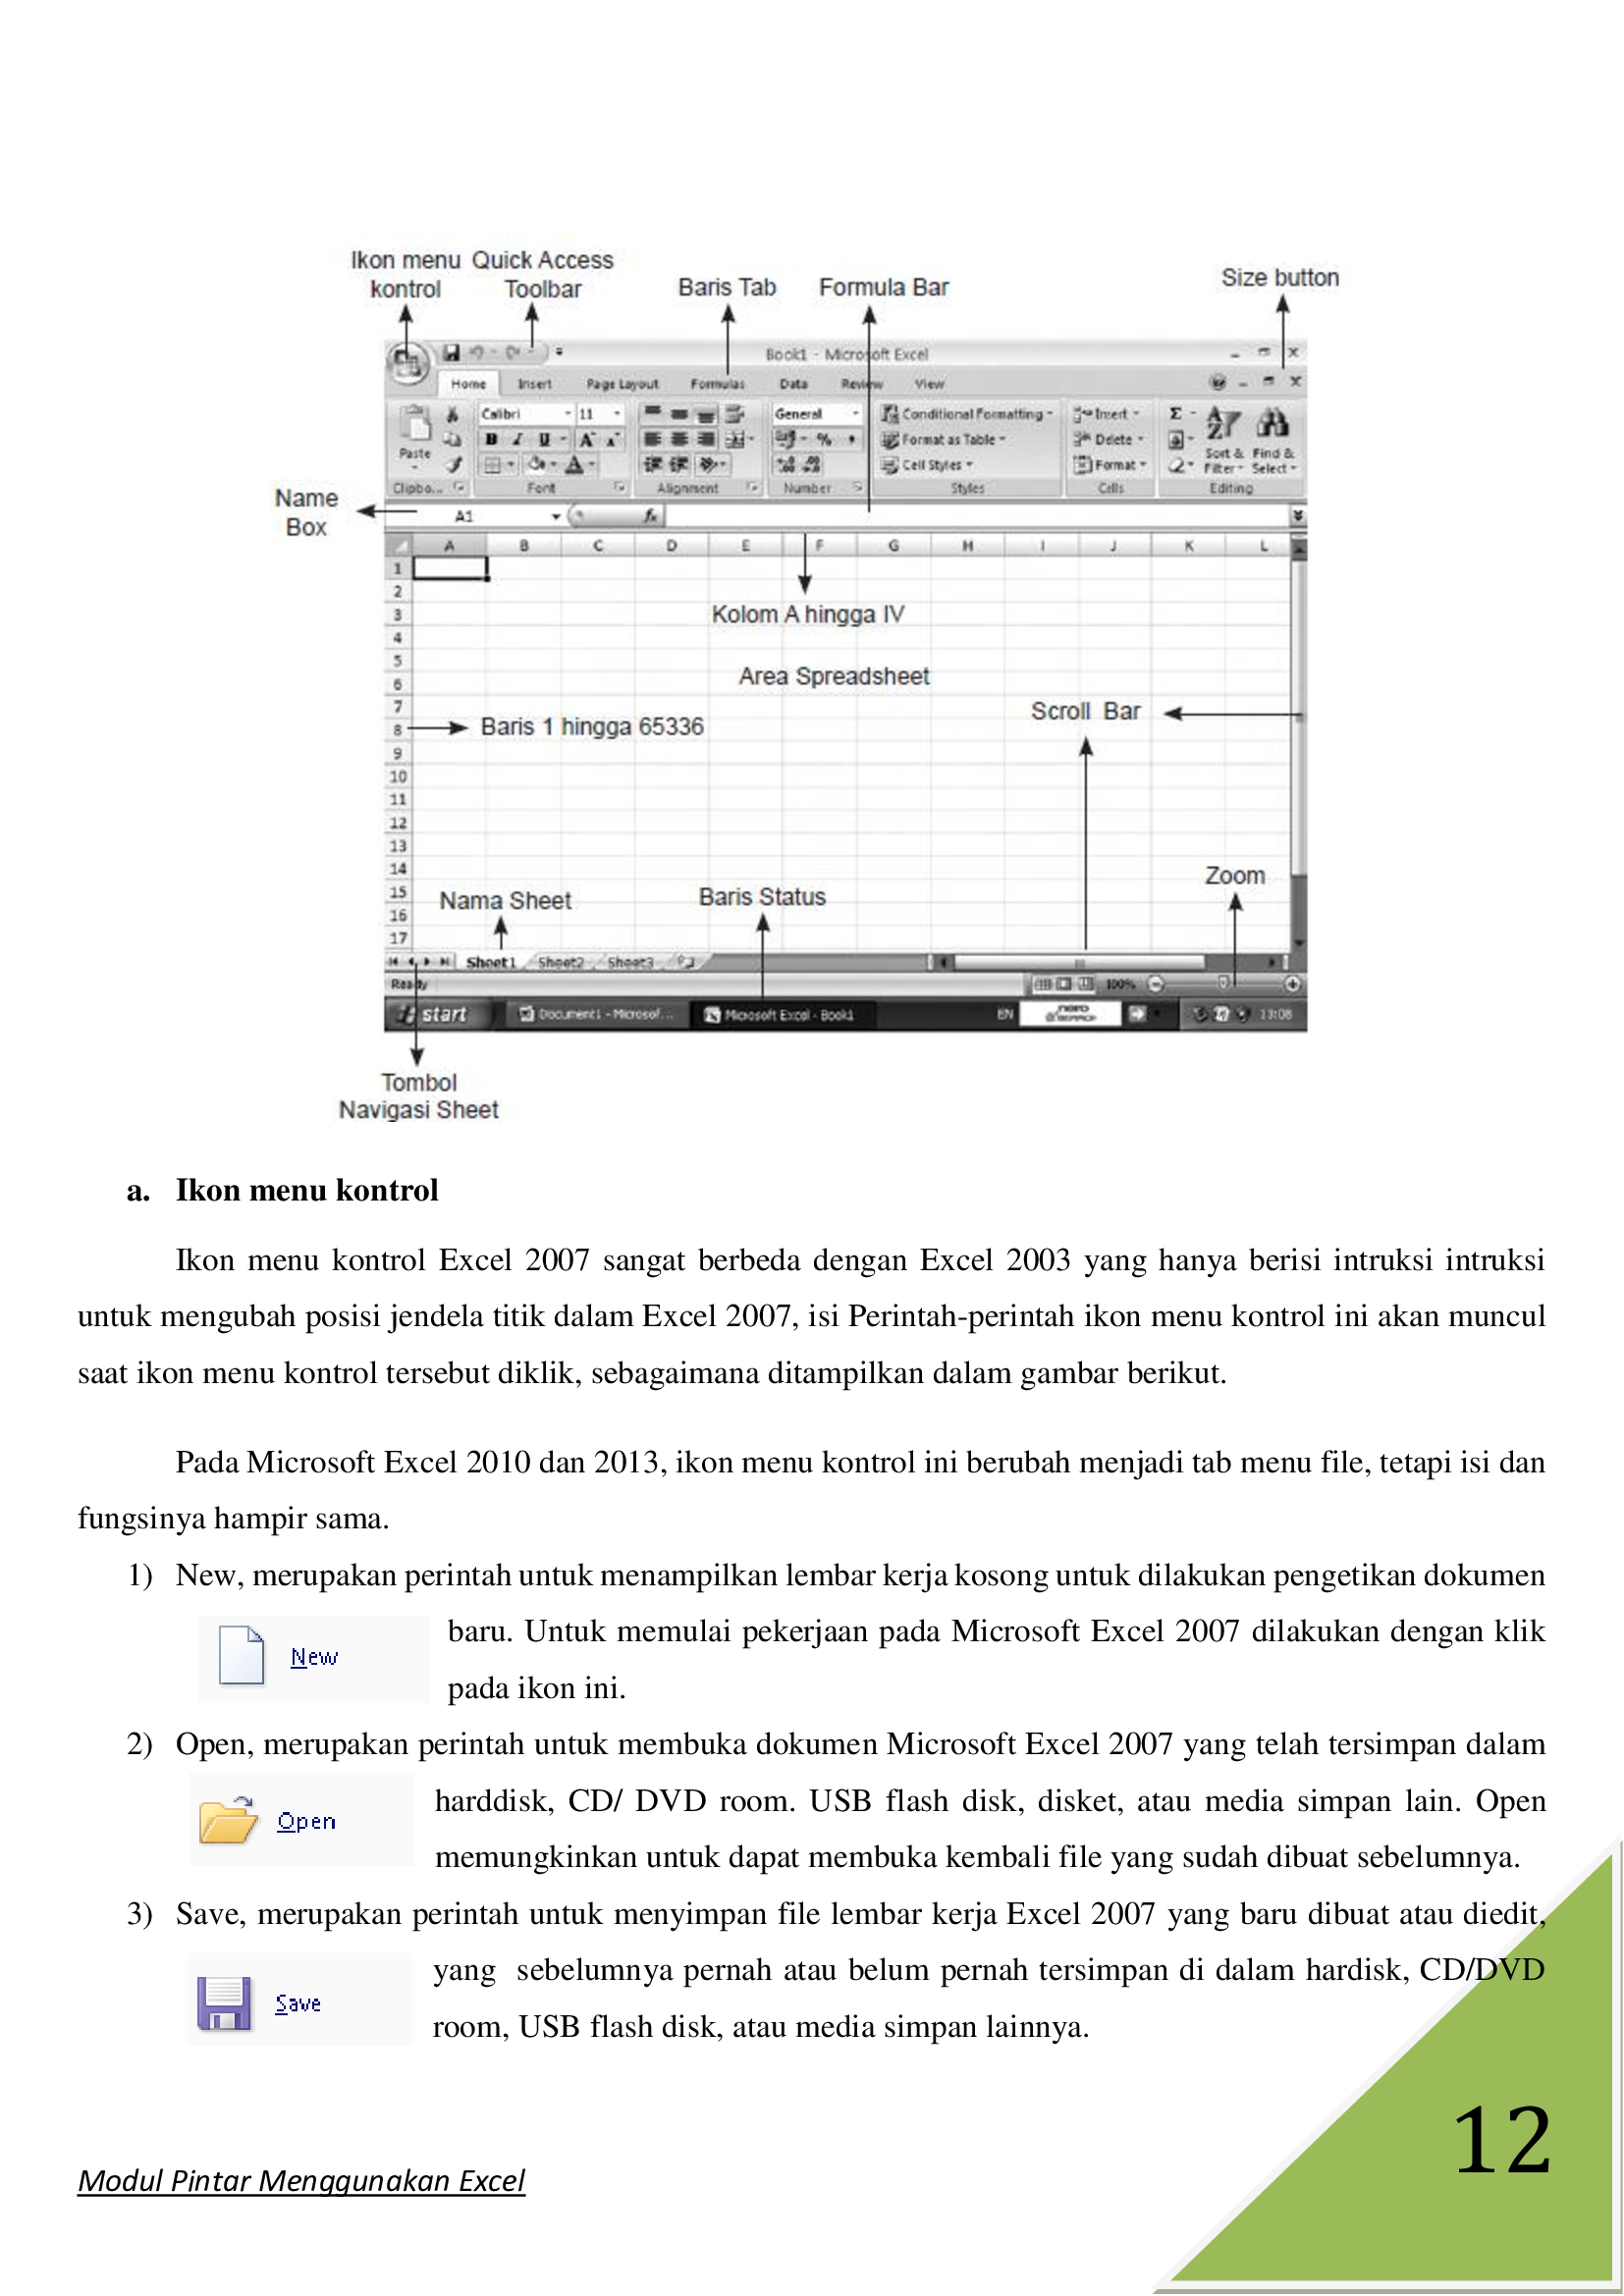 Ikon menu kontrol
Quick Access Toolbar
Baris Tab
Formula Bar
Size button
Book1 - Microsoft Excel
Home Insert Page Layout Formulas Data Review View
Calibri 11 General Conditional Formatting Insert Σ
B I U A A % , Format as Table Delete
Paste A Cell Styles Format Sort & Filter Find & Select
Clipbo... Font Alignment Number Styles Cells Editing
Name Box
A1 fx
A B C D E F G H I J K L
1
2
3
4
5
6
7
8
9
10
11
12
13
14
15
16
17
Kolom A hingga IV
Area Spreadsheet
Scroll Bar
Baris 1 hingga 65336
Zoom
Nama Sheet
Baris Status
Sheet1 Sheet2 Sheet3
Ready 100%
start Document1 - Microsof... Microsoft Excel - Book1 EN 13:08
Tombol
Navigasi Sheet
a. Ikon menu kontrol
Ikon menu kontrol Excel 2007 sangat berbeda dengan Excel 2003 yang hanya berisi intruksi intruksi
untuk mengubah posisi jendela titik dalam Excel 2007, isi Perintah-perintah ikon menu kontrol ini akan muncul
saat ikon menu kontrol tersebut diklik, sebagaimana ditampilkan dalam gambar berikut.
Pada Microsoft Excel 2010 dan 2013, ikon menu kontrol ini berubah menjadi tab menu file, tetapi isi dan
fungsinya hampir sama.
1) New, merupakan perintah untuk menampilkan lembar kerja kosong untuk dilakukan pengetikan dokumen
baru. Untuk memulai pekerjaan pada Microsoft Excel 2007 dilakukan dengan klik
New
pada ikon ini.
2) Open, merupakan perintah untuk membuka dokumen Microsoft Excel 2007 yang telah tersimpan dalam
harddisk, CD/ DVD room. USB flash disk, disket, atau media simpan lain. Open
Open
memungkinkan untuk dapat membuka kembali file yang sudah dibuat sebelumnya.
3) Save, merupakan perintah untuk menyimpan file lembar kerja Excel 2007 yang baru dibuat atau diedit,
yang sebelumnya pernah atau belum pernah tersimpan di dalam hardisk, CD/DVD
Save
room, USB flash disk, atau media simpan lainnya.
12
Modul Pintar Menggunakan Excel